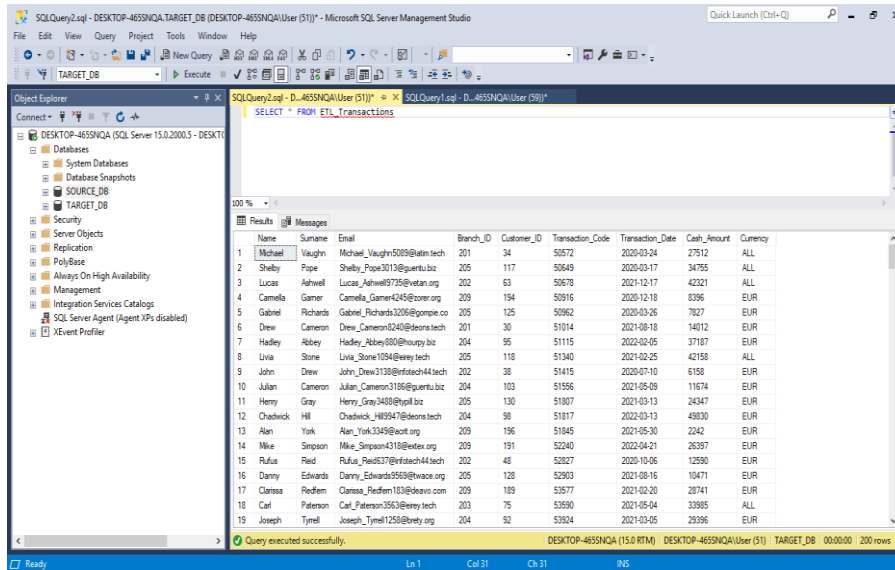 SQLQuery2.sql - DESKTOP-465SNQA.TARGET_DB (DESKTOP-465SNQA\User (51))* - Microsoft SQL Server Management Studio
Quick Launch (Ctrl+Q)
File Edit View Query Project Tools Window Help
New Query
TARGET_DB Execute
Object Explorer
SQLQuery2.sql - D...465SNQA\User (51))* SQLQuery1.sql - D...465SNQA\User (59))*
Connect
SELECT * FROM ETL_Transactions
DESKTOP-465SNQA (SQL Server 15.0.2000.5 - DESKTO
Databases
System Databases
Database Snapshots
SOURCE_DB
TARGET_DB
Security
Server Objects
Replication
PolyBase
Always On High Availability
Management
Integration Services Catalogs
SQL Server Agent (Agent XPs disabled)
XEvent Profiler
100 %
Results Messages
Name Surname Email Branch_ID Customer_ID Transaction_Code Transaction_Date Cash_Amount Currency
1 Michael Vaughn Michael_Vaughn5089@iatim.tech 201 34 50572 2020-03-24 27512 ALL
2 Shelby Pope Shelby_Pope3013@guentu.biz 205 117 50649 2020-03-17 34755 ALL
3 Lucas Ashwell Lucas_Ashwell9735@vetan.org 202 63 50678 2021-12-17 42321 ALL
4 Camella Garner Camella_Garner4245@zorer.org 209 194 50916 2020-12-18 8396 EUR
5 Gabriel Richards Gabriel_Richards3206@gompie.co 205 125 50962 2020-03-26 7827 EUR
6 Drew Cameron Drew_Cameron8240@deons.tech 201 30 51014 2021-08-18 14012 EUR
7 Hadley Abbey Hadley_Abbey880@hourpy.biz 204 95 51115 2022-02-05 37187 EUR
8 Livia Stone Livia_Stone1094@eirey.tech 205 118 51340 2021-02-25 42158 ALL
9 John Drew John_Drew3138@infotech44.tech 202 38 51415 2020-07-10 6158 EUR
10 Julian Cameron Julian_Cameron3186@guentu.biz 204 103 51556 2021-05-09 11674 EUR
11 Henry Gray Henry_Gray3488@typill.biz 205 130 51807 2021-03-13 24347 EUR
12 Chadwick Hill Chadwick_Hill9947@deons.tech 204 98 51817 2022-03-13 49830 EUR
13 Alan York Alan_York3349@acrit.org 209 196 51845 2021-05-30 2242 EUR
14 Mike Simpson Mike_Simpson4318@extex.org 209 191 52240 2022-04-21 26397 EUR
15 Rufus Reid Rufus_Reid637@infotech44.tech 202 48 52827 2020-10-06 12590 EUR
16 Danny Edwards Danny_Edwards9569@twace.org 205 128 52903 2021-08-16 10471 EUR
17 Clarissa Redfern Clarissa_Redfern183@deavo.com 209 189 53577 2021-02-20 28741 EUR
18 Carl Paterson Carl_Paterson3563@eirey.tech 203 75 53590 2021-05-04 33985 ALL
19 Joseph Tyrrell Joseph_Tyrrell1258@brety.org 204 92 53924 2021-03-05 29396 EUR
Query executed successfully. DESKTOP-465SNQA (15.0 RTM) DESKTOP-465SNQA\User (51) TARGET_DB 00:00:00 200 rows
Ready Ln 1 Col 31 Ch 31 INS